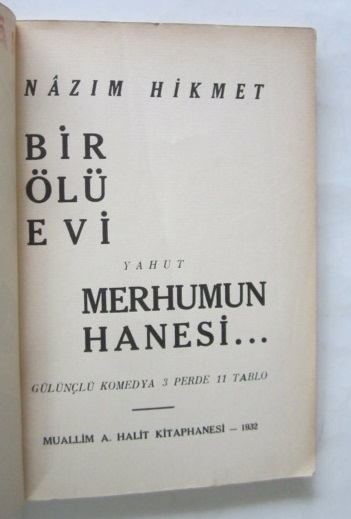 NÂZIM HİKMET
BİR
ÖLÜ
EVİ
YAHUT
MERHUMUN
HANESİ...
GÜLÜNÇLÜ KOMEDYA 3 PERDE 11 TABLO
MUALLİM A. HALİT KİTAPHANESİ – 1932